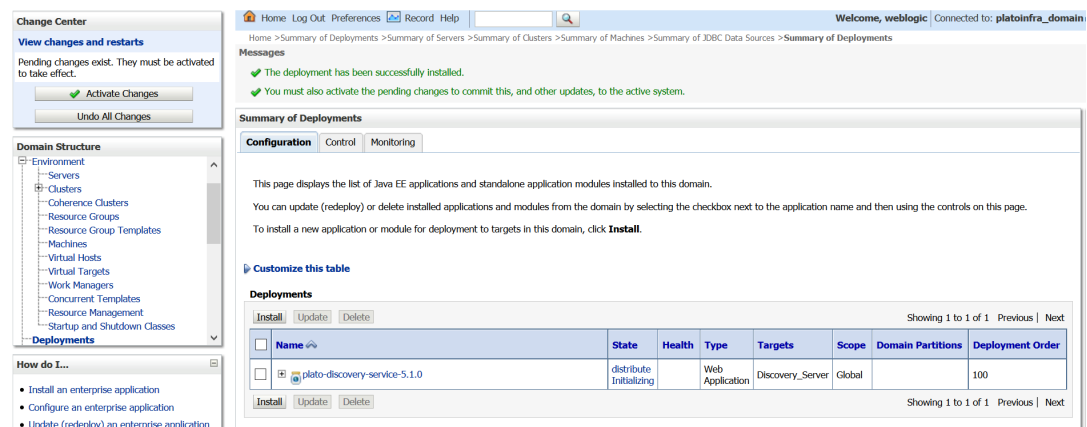 Change Center
View changes and restarts
Pending changes exist. They must be activated
to take effect.
Activate Changes
Undo All Changes
Domain Structure
Environment
Servers
Clusters
Coherence Clusters
Resource Groups
Resource Group Templates
Machines
Virtual Hosts
Virtual Targets
Work Managers
Concurrent Templates
Resource Management
Startup and Shutdown Classes
Deployments
How do I...
Install an enterprise application
Configure an enterprise application
Update (redeploy) an enterprise application
Home Log Out Preferences Record Help
Welcome, weblogic Connected to: platoinfra_domain
Home >Summary of Deployments >Summary of Servers >Summary of Clusters >Summary of Machines >Summary of JDBC Data Sources >Summary of Deployments
Messages
The deployment has been successfully installed.
You must also activate the pending changes to commit this, and other updates, to the active system.
Summary of Deployments
Configuration Control Monitoring
This page displays the list of Java EE applications and standalone application modules installed to this domain.
You can update (redeploy) or delete installed applications and modules from the domain by selecting the checkbox next to the application name and then using the controls on this page.
To install a new application or module for deployment to targets in this domain, click Install.
Customize this table
Deployments
Install Update Delete Showing 1 to 1 of 1 Previous | Next
Name State Health Type Targets Scope Domain Partitions Deployment Order
plato-discovery-service-5.1.0 distribute Initializing Web Application Discovery_Server Global 100
Install Update Delete Showing 1 to 1 of 1 Previous | Next